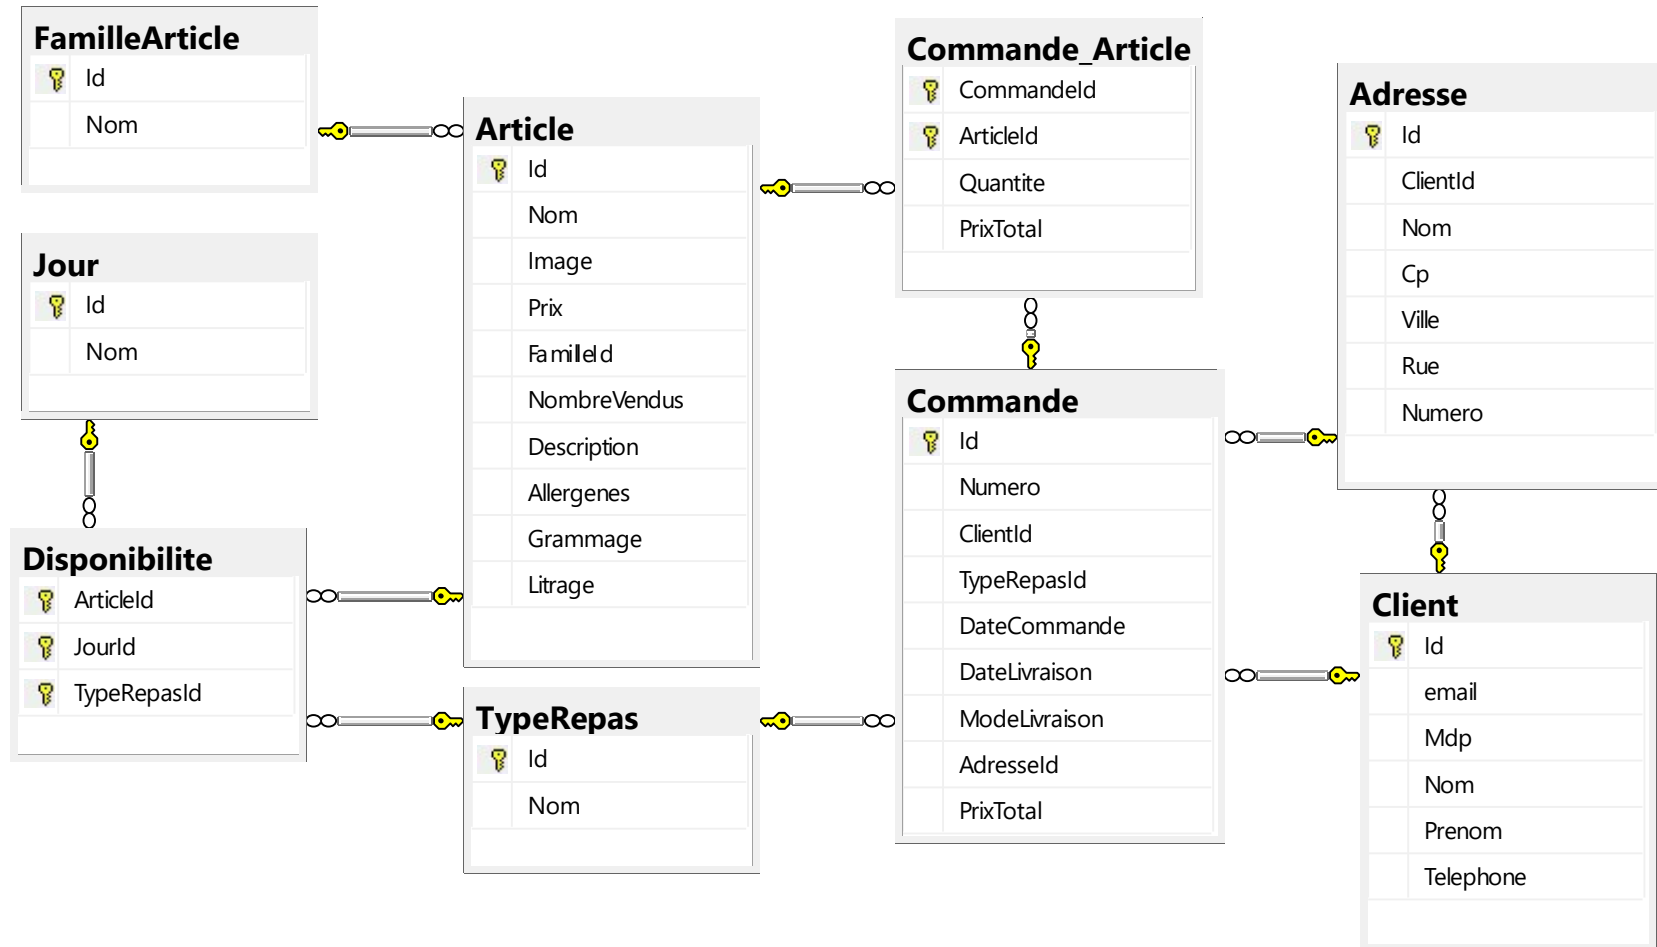 FamilleArticle
Id
Nom
Jour
Id
Nom
Disponibilite
ArticleId
JourId
TypeRepasId
Article
Id
Nom
Image
Prix
FamilleId
NombreVendus
Description
Allergenes
Grammage
Litrage
TypeRepas
Id
Nom
Commande_Article
CommandeId
ArticleId
Quantite
PrixTotal
Commande
Id
Numero
ClientId
TypeRepasId
DateCommande
DateLivraison
ModeLivraison
AdresseId
PrixTotal
Adresse
Id
ClientId
Nom
Cp
Ville
Rue
Numero
Client
Id
email
Mdp
Nom
Prenom
Telephone